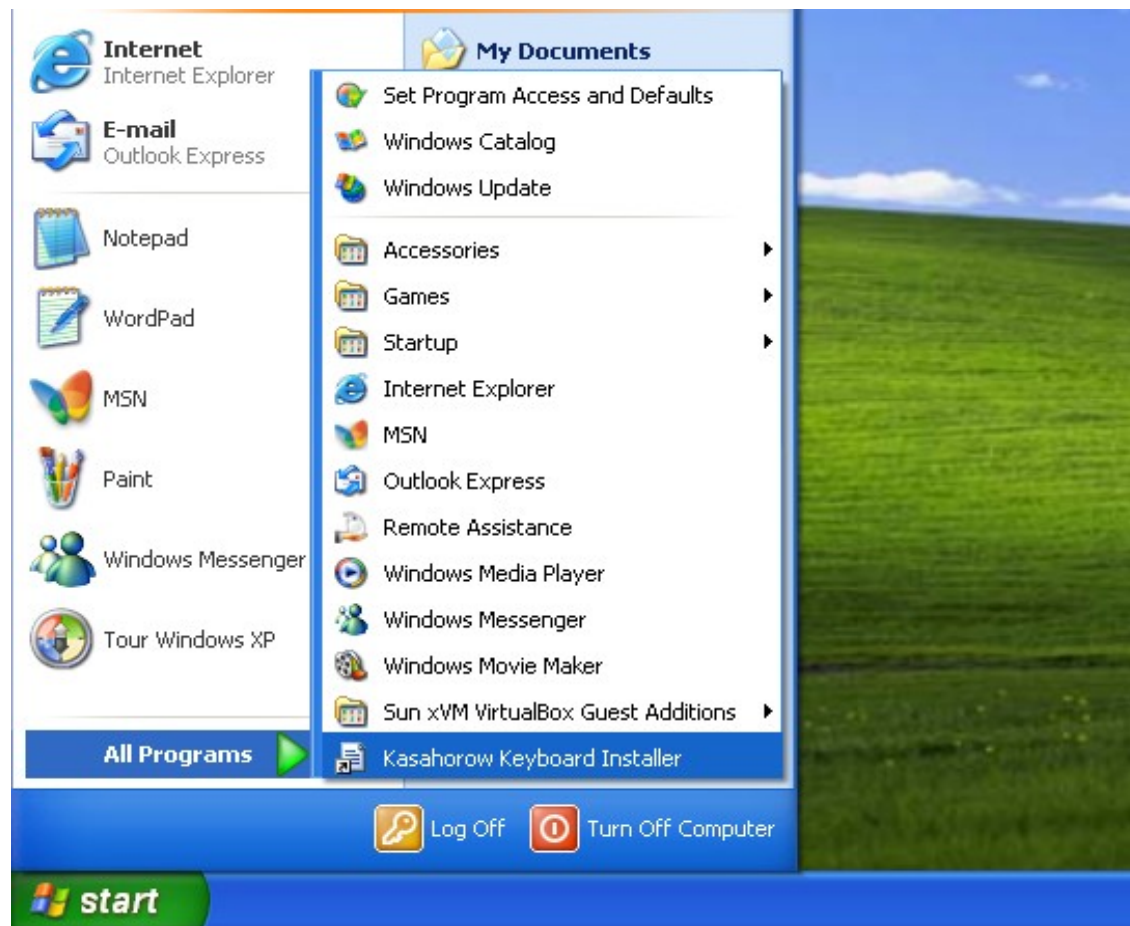 Internet
Internet Explorer
E-mail
Outlook Express
Notepad
WordPad
MSN
Paint
Windows Messenger
Tour Windows XP
All Programs
My Documents
Set Program Access and Defaults
Windows Catalog
Windows Update
Accessories
Games
Startup
Internet Explorer
MSN
Outlook Express
Remote Assistance
Windows Media Player
Windows Messenger
Windows Movie Maker
Sun xVM VirtualBox Guest Additions
Kasahorow Keyboard Installer
Log Off
Turn Off Computer
start